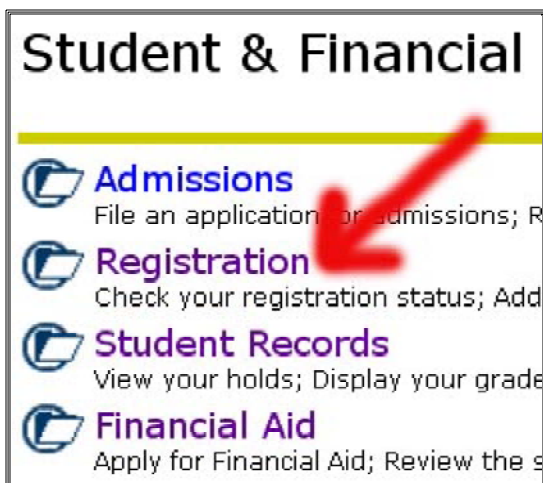 Student & Financial
Admissions
File an application for admissions; R
Registration
Check your registration status; Add
Student Records
View your holds; Display your grade
Financial Aid
Apply for Financial Aid; Review the s